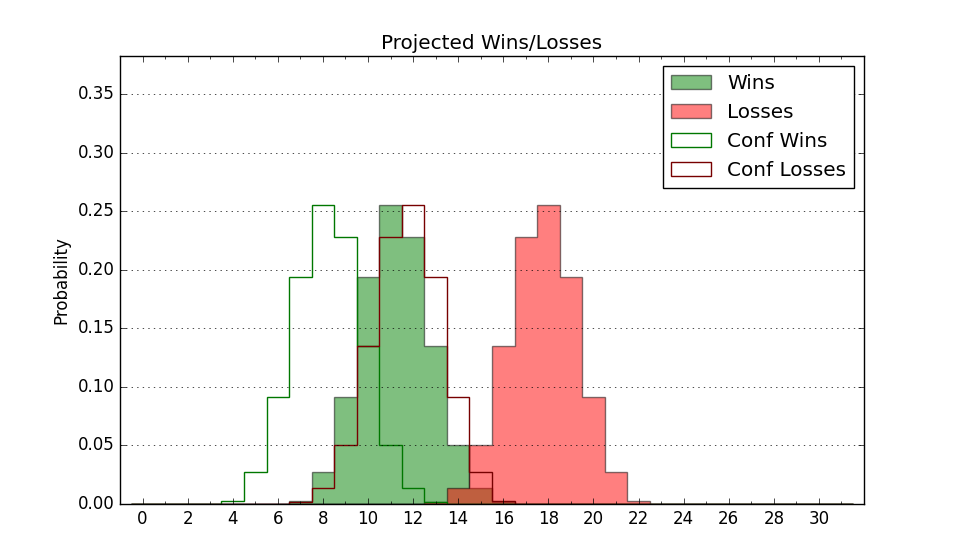 Projected Wins/Losses
Wins
Losses
Conf Wins
Conf Losses
Probability
0.35
0.30
0.25
0.20
0.15
0.10
0.05
0.00
0 2 4 6 8 10 12 14 16 18 20 22 24 26 28 30